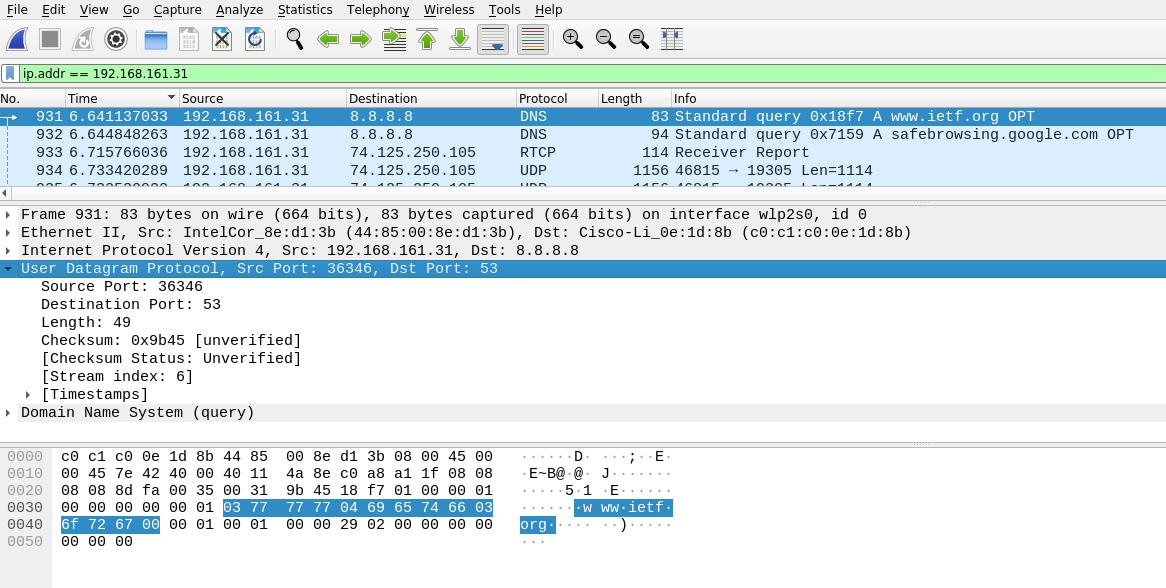 File Edit View Go Capture Analyze Statistics Telephony Wireless Tools Help
ip.addr == 192.168.161.31
No. Time Source Destination Protocol Length Info
931 6.641137033 192.168.161.31 8.8.8.8 DNS 83 Standard query 0x18f7 A www.ietf.org OPT
932 6.644848263 192.168.161.31 8.8.8.8 DNS 94 Standard query 0x7159 A safebrowsing.google.com OPT
933 6.715766036 192.168.161.31 74.125.250.105 RTCP 114 Receiver Report
934 6.733420289 192.168.161.31 74.125.250.105 UDP 1156 46815 → 19305 Len=1114
Frame 931: 83 bytes on wire (664 bits), 83 bytes captured (664 bits) on interface wlp2s0, id 0
Ethernet II, Src: IntelCor_8e:d1:3b (44:85:00:8e:d1:3b), Dst: Cisco-Li_0e:1d:8b (c0:c1:c0:0e:1d:8b)
Internet Protocol Version 4, Src: 192.168.161.31, Dst: 8.8.8.8
User Datagram Protocol, Src Port: 36346, Dst Port: 53
Source Port: 36346
Destination Port: 53
Length: 49
Checksum: 0x9b45 [unverified]
[Checksum Status: Unverified]
[Stream index: 6]
[Timestamps]
Domain Name System (query)
0000 c0 c1 c0 0e 1d 8b 44 85 00 8e d1 3b 08 00 45 00 ······D· ···;··E·
0010 00 45 7e 42 40 00 40 11 4a 8e c0 a8 a1 1f 08 08 ·E~B@·@· J·······
0020 08 08 8d fa 00 35 00 31 9b 45 18 f7 01 00 00 01 ·····5·1 ·E······
0030 00 00 00 00 00 01 03 77 77 77 04 69 65 74 66 03 ·······w ww·ietf·
0040 6f 72 67 00 00 01 00 01 00 00 29 02 00 00 00 00 org····· ··)·····
0050 00 00 00 ···